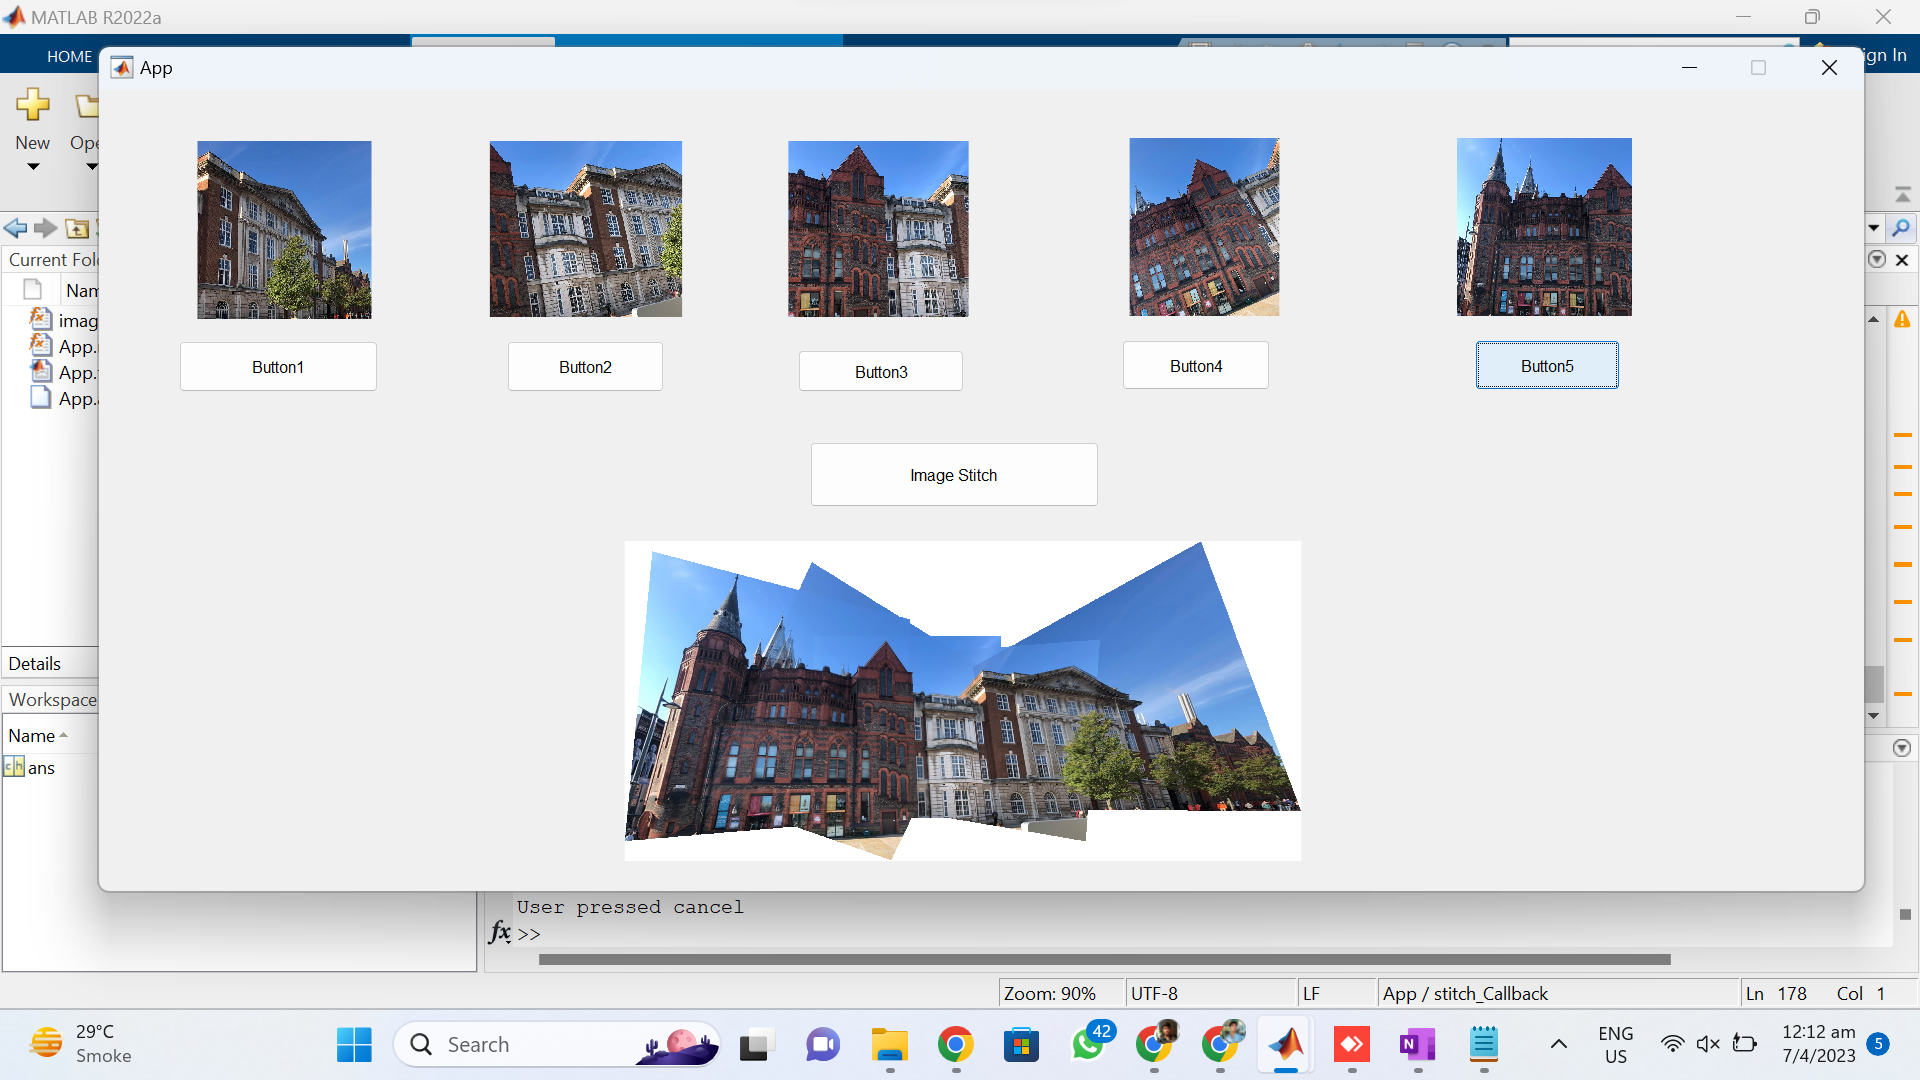 MATLAB R2022a
HOME
ign In
App
New
Ope
Button1
Button2
Button3
Button4
Button5
Image Stitch
Current Fol
Nam
imag
App.
App.
App.
Details
Workspace
Name
ans
User pressed cancel
fx >>
Zoom: 90%
UTF-8
LF
App / stitch_Callback
Ln 178 Col 1
29°C
Smoke
Search
42
ENG
US
12:12 am
7/4/2023
5